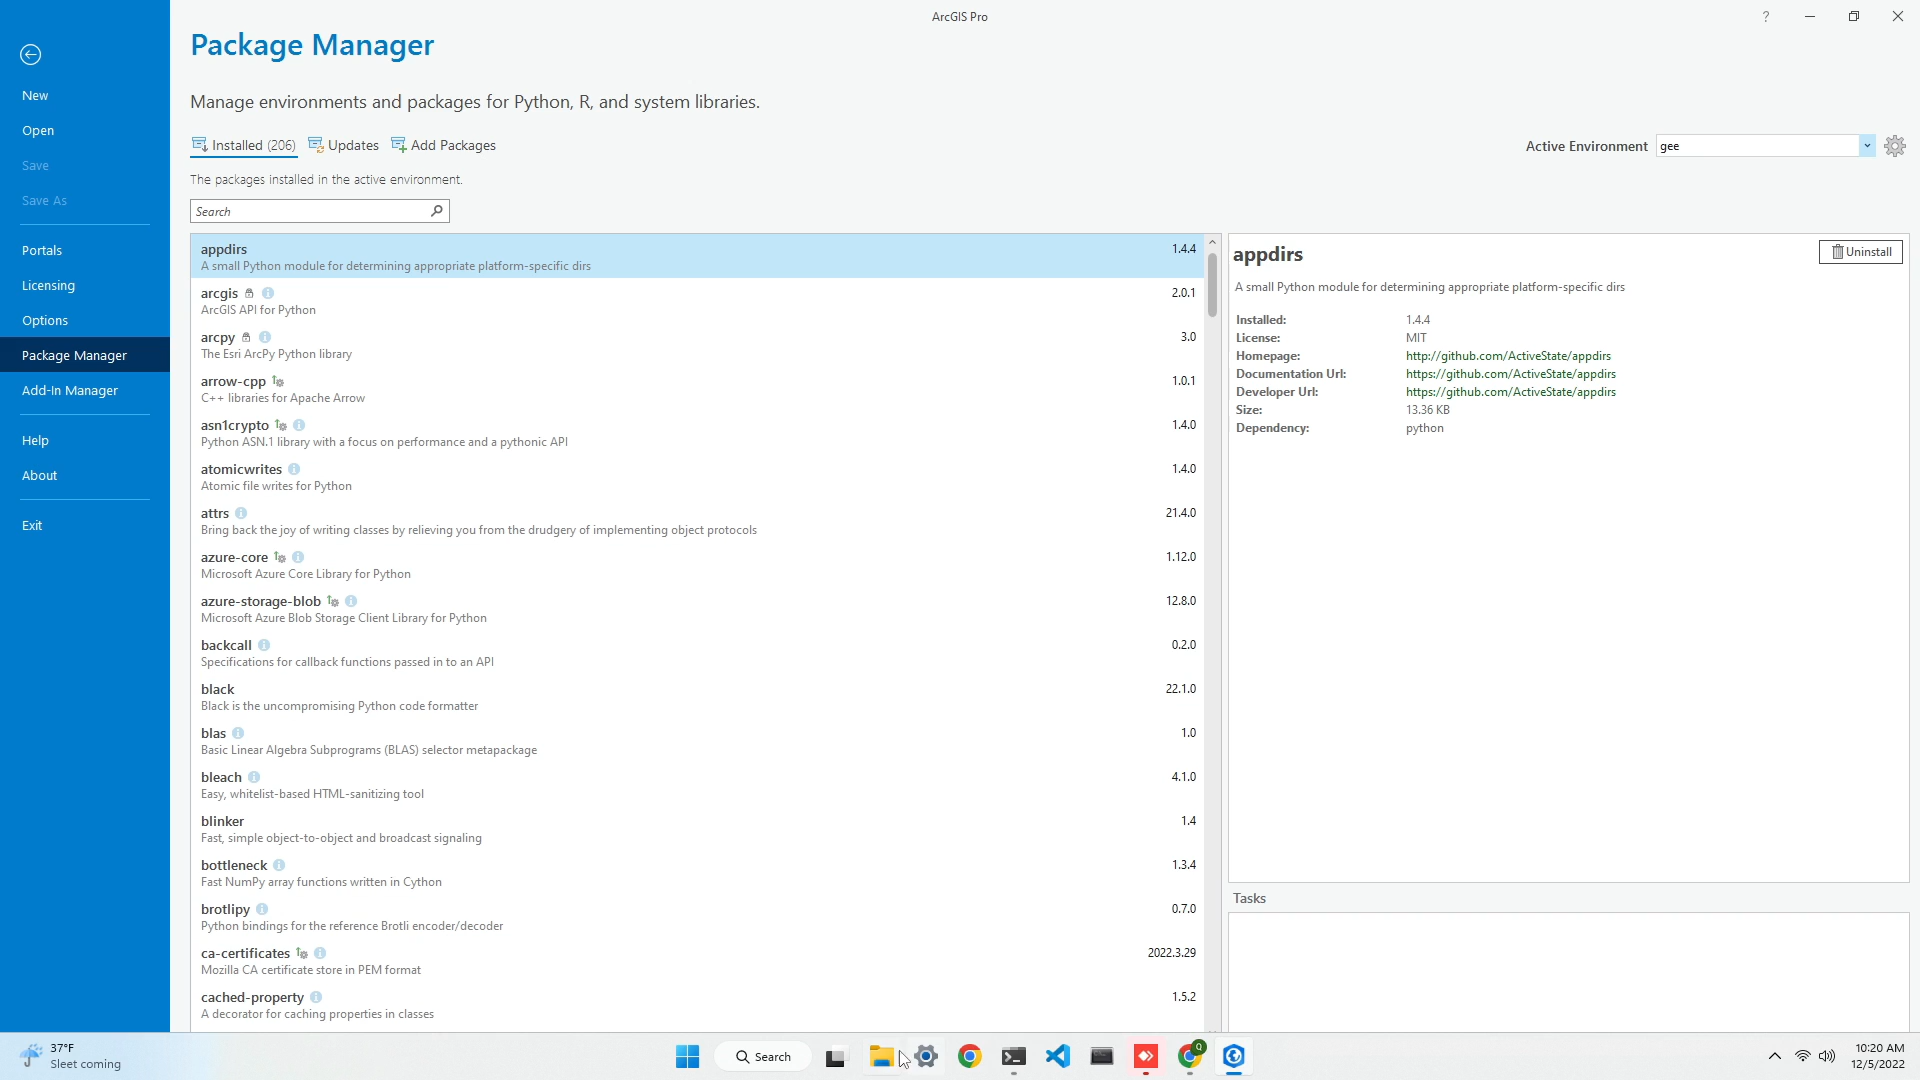 ArcGIS Pro
?
Package Manager
New
Open
Save
Save As
Portals
Licensing
Options
Package Manager
Add-In Manager
Help
About
Exit
Manage environments and packages for Python, R, and system libraries.
Installed (206) Updates Add Packages
Active Environment gee
The packages installed in the active environment.
Search
appdirs 1.4.4
A small Python module for determining appropriate platform-specific dirs
arcgis 2.0.1
ArcGIS API for Python
arcpy 3.0
The Esri ArcPy Python library
arrow-cpp 1.0.1
C++ libraries for Apache Arrow
asn1crypto 1.4.0
Python ASN.1 library with a focus on performance and a pythonic API
atomicwrites 1.4.0
Atomic file writes for Python
attrs 21.4.0
Bring back the joy of writing classes by relieving you from the drudgery of implementing object protocols
azure-core 1.12.0
Microsoft Azure Core Library for Python
azure-storage-blob 12.8.0
Microsoft Azure Blob Storage Client Library for Python
backcall 0.2.0
Specifications for callback functions passed in to an API
black 22.1.0
Black is the uncompromising Python code formatter
blas 1.0
Basic Linear Algebra Subprograms (BLAS) selector metapackage
bleach 4.1.0
Easy, whitelist-based HTML-sanitizing tool
blinker 1.4
Fast, simple object-to-object and broadcast signaling
bottleneck 1.3.4
Fast NumPy array functions written in Cython
brotlipy 0.7.0
Python bindings for the reference Brotli encoder/decoder
ca-certificates 2022.3.29
Mozilla CA certificate store in PEM format
cached-property 1.5.2
A decorator for caching properties in classes
appdirs
Uninstall
A small Python module for determining appropriate platform-specific dirs
Installed: 1.4.4
License: MIT
Homepage: http://github.com/ActiveState/appdirs
Documentation Url: https://github.com/ActiveState/appdirs
Developer Url: https://github.com/ActiveState/appdirs
Size: 13.36 KB
Dependency: python
Tasks
37°F
Sleet coming
Search
Q
10:20 AM
12/5/2022